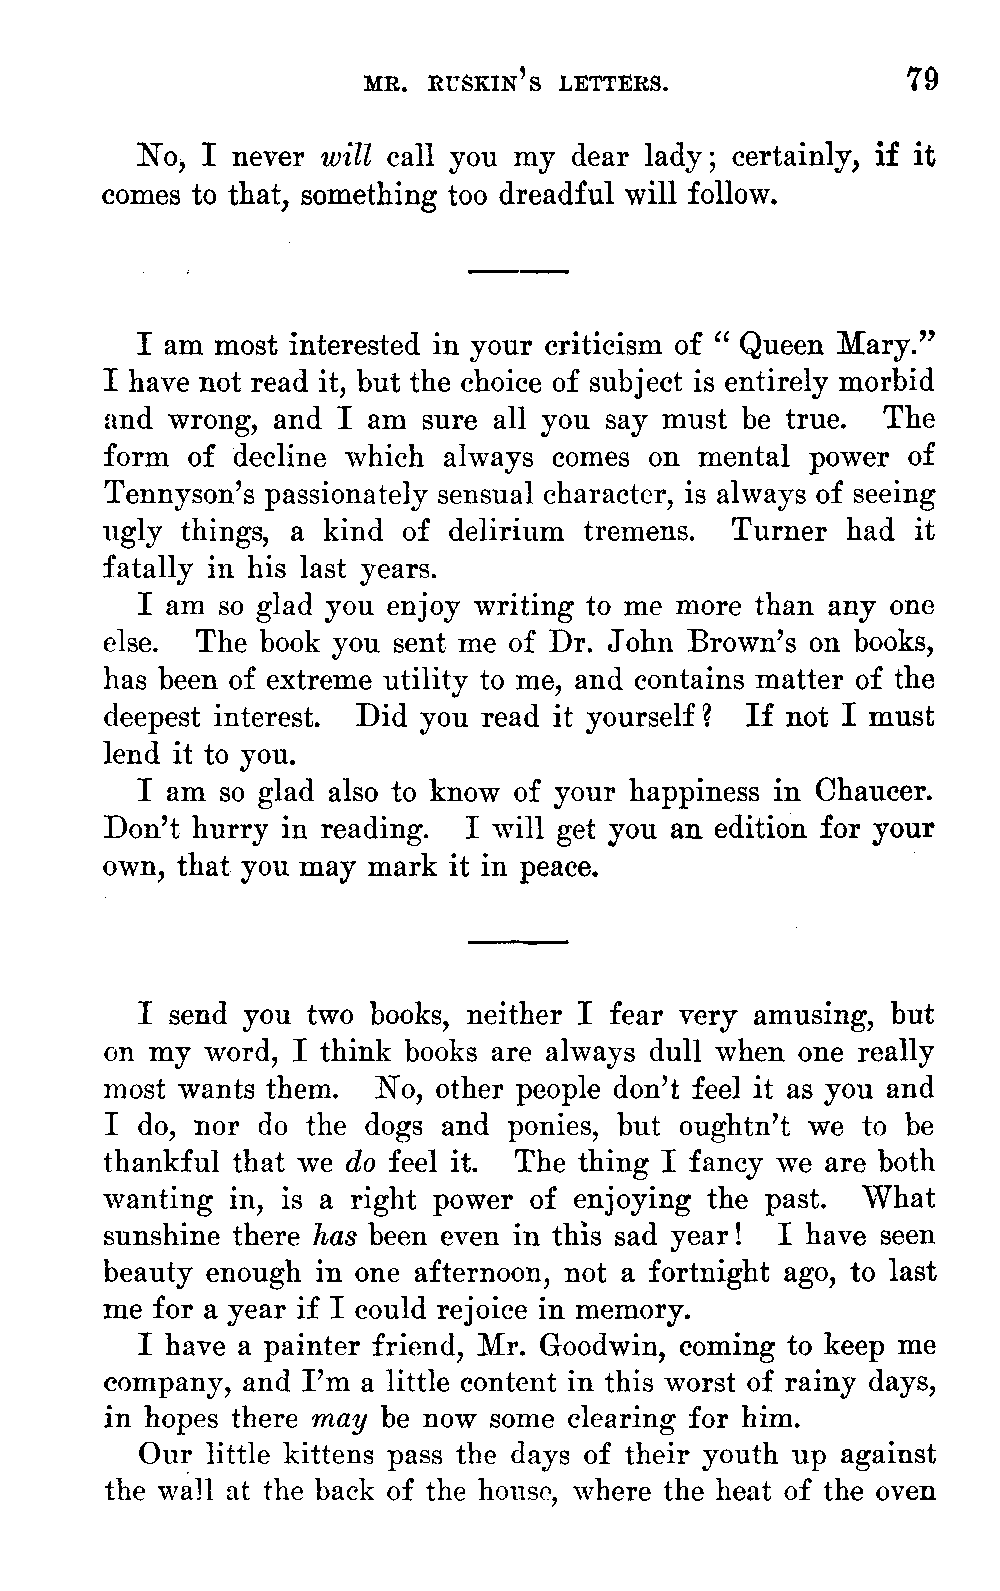 MR. RUSKIN'S LETTERS. 79
No, I never will call you my dear lady; certainly, if it
comes to that, something too dreadful will follow.
I am most interested in your criticism of "Queen Mary."
I have not read it, but the choice of subject is entirely morbid
and wrong, and I am sure all you say must be true. The
form of decline which always comes on mental power of
Tennyson's passionately sensual character, is always of seeing
ugly things, a kind of delirium tremens. Turner had it
fatally in his last years.
I am so glad you enjoy writing to me more than any one
else. The book you sent me of Dr. John Brown's on books,
has been of extreme utility to me, and contains matter of the
deepest interest. Did you read it yourself? If not I must
lend it to you.
I am so glad also to know of your happiness in Chaucer.
Don't hurry in reading. I will get you an edition for your
own, that you may mark it in peace.
I send you two books, neither I fear very amusing, but
on my word, I think books are always dull when one really
most wants them. No, other people don't feel it as you and
I do, nor do the dogs and ponies, but oughtn't we to be
thankful that we do feel it. The thing I fancy we are both
wanting in, is a right power of enjoying the past. What
sunshine there has been even in this sad year! I have seen
beauty enough in one afternoon, not a fortnight ago, to last
me for a year if I could rejoice in memory.
I have a painter friend, Mr. Goodwin, coming to keep me
company, and I'm a little content in this worst of rainy days,
in hopes there may be now some clearing for him.
Our little kittens pass the days of their youth up against
the wall at the back of the house, where the heat of the oven